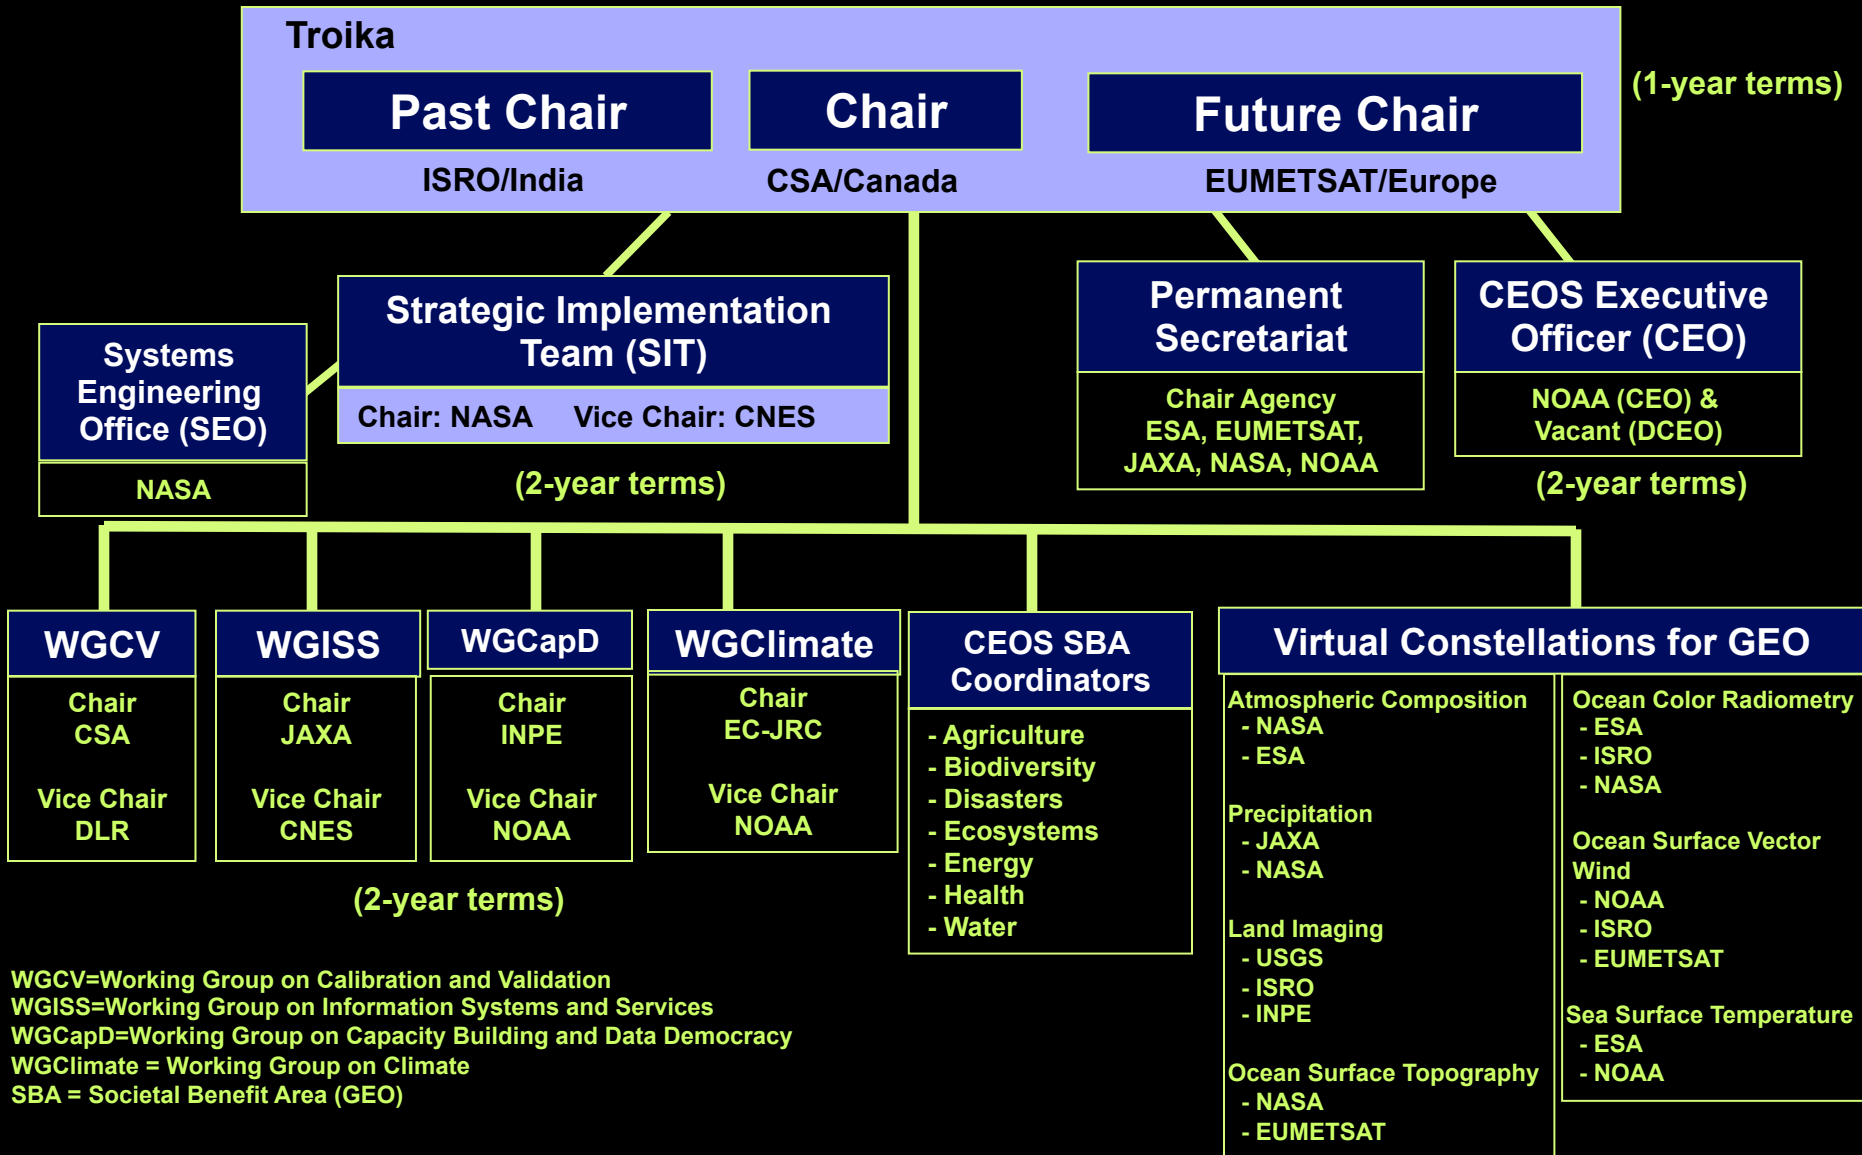 Troika
Past Chair
ISRO/India
Chair
CSA/Canada
Future Chair
EUMETSAT/Europe
(1-year terms)
Systems
Engineering
Office (SEO)
NASA
Strategic Implementation
Team (SIT)
Chair: NASA Vice Chair: CNES
(2-year terms)
Permanent
Secretariat
Chair Agency
ESA, EUMETSAT,
JAXA, NASA, NOAA
CEOS Executive
Officer (CEO)
NOAA (CEO) &
Vacant (DCEO)
(2-year terms)
WGCV
Chair
CSA
Vice Chair
DLR
WGISS
Chair
JAXA
Vice Chair
CNES
WGCapD
Chair
INPE
Vice Chair
NOAA
WGClimate
Chair
EC-JRC
Vice Chair
NOAA
(2-year terms)
CEOS SBA
Coordinators
- Agriculture
- Biodiversity
- Disasters
- Ecosystems
- Energy
- Health
- Water
Virtual Constellations for GEO
Atmospheric Composition
- NASA
- ESA
Precipitation
- JAXA
- NASA
Land Imaging
- USGS
- ISRO
- INPE
Ocean Surface Topography
- NASA
- EUMETSAT
Ocean Color Radiometry
- ESA
- ISRO
- NASA
Ocean Surface Vector
Wind
- NOAA
- ISRO
- EUMETSAT
Sea Surface Temperature
- ESA
- NOAA
WGCV=Working Group on Calibration and Validation
WGISS=Working Group on Information Systems and Services
WGCapD=Working Group on Capacity Building and Data Democracy
WGClimate = Working Group on Climate
SBA = Societal Benefit Area (GEO)